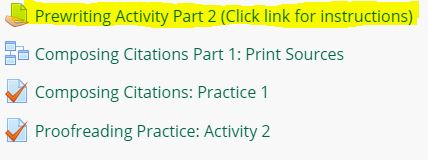 Prewriting Activity Part 2 (Click link for instructions)
Composing Citations Part 1: Print Sources
Composing Citations: Practice 1
Proofreading Practice: Activity 2